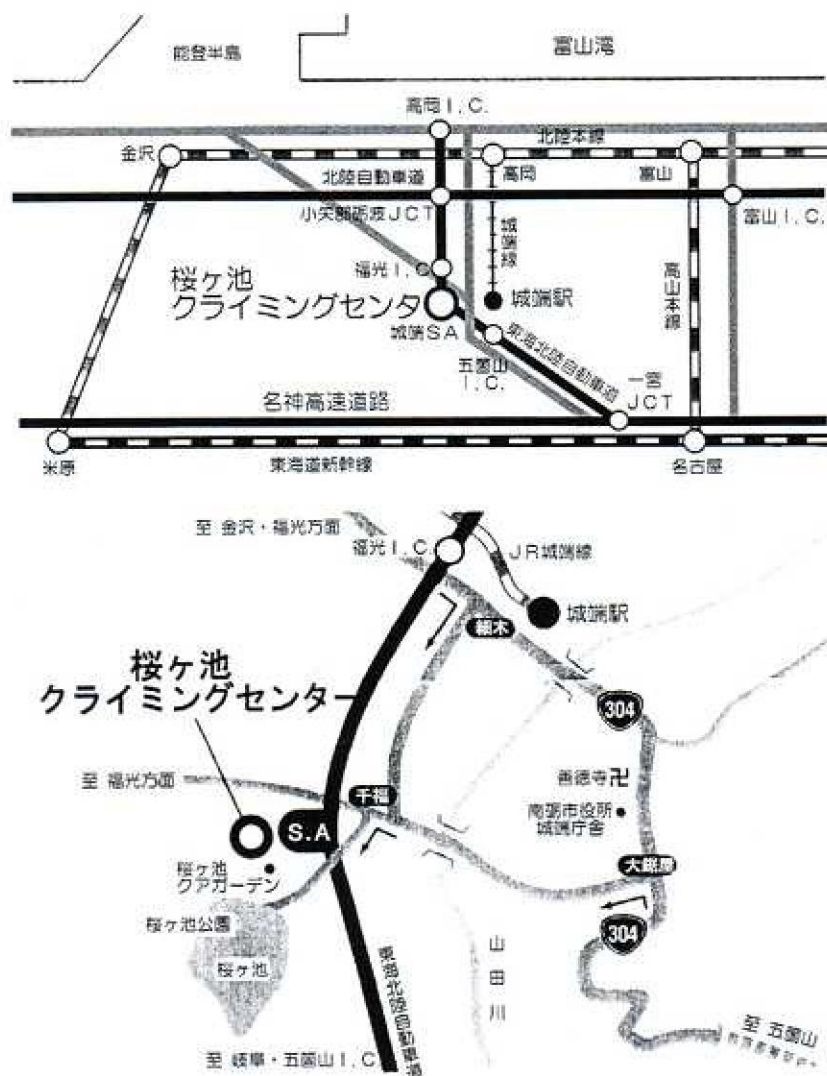 能登半島
富山湾
高岡I.C.
北陸本線
金沢
北陸自動車道
高岡
富山
小矢部砺波JCT
城端線
富山I.C.
福光I.C
桜ヶ池
クライミングセンタ
城端駅
高山本線
城端SA
東海北陸自動車道
五箇山
I.C.
一宮
JCT
名神高速道路
米原
東海道新幹線
名古屋
至 金沢・福光方面
福光I.C.
JR城端線
城端駅
細木
桜ヶ池
クライミングセンター
304
至 福光方面
千福
善徳寺卍
S.A
南砺市役所
城端庁舎
桜ヶ池
クアガーデン
大鋸屋
桜ヶ池公園
304
桜ヶ池
山田川
東海北陸自動車道
至 五箇山
至 岐阜・五箇山I.C